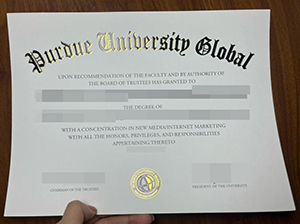 Purdue University Global
UPON RECOMMENDATION OF THE FACULTY AND BY AUTHORITY OF
THE BOARD OF TRUSTEES HAS GRANTED TO
THE DEGREE OF
WITH A CONCENTRATION IN NEW MEDIA/INTERNET MARKETING
WITH ALL THE HONORS, PRIVILEGES, AND RESPONSIBILITIES
APPERTAINING THERETO
CHAIRMAN OF THE TRUSTEES
PRESIDENT OF THE UNIVERSITY